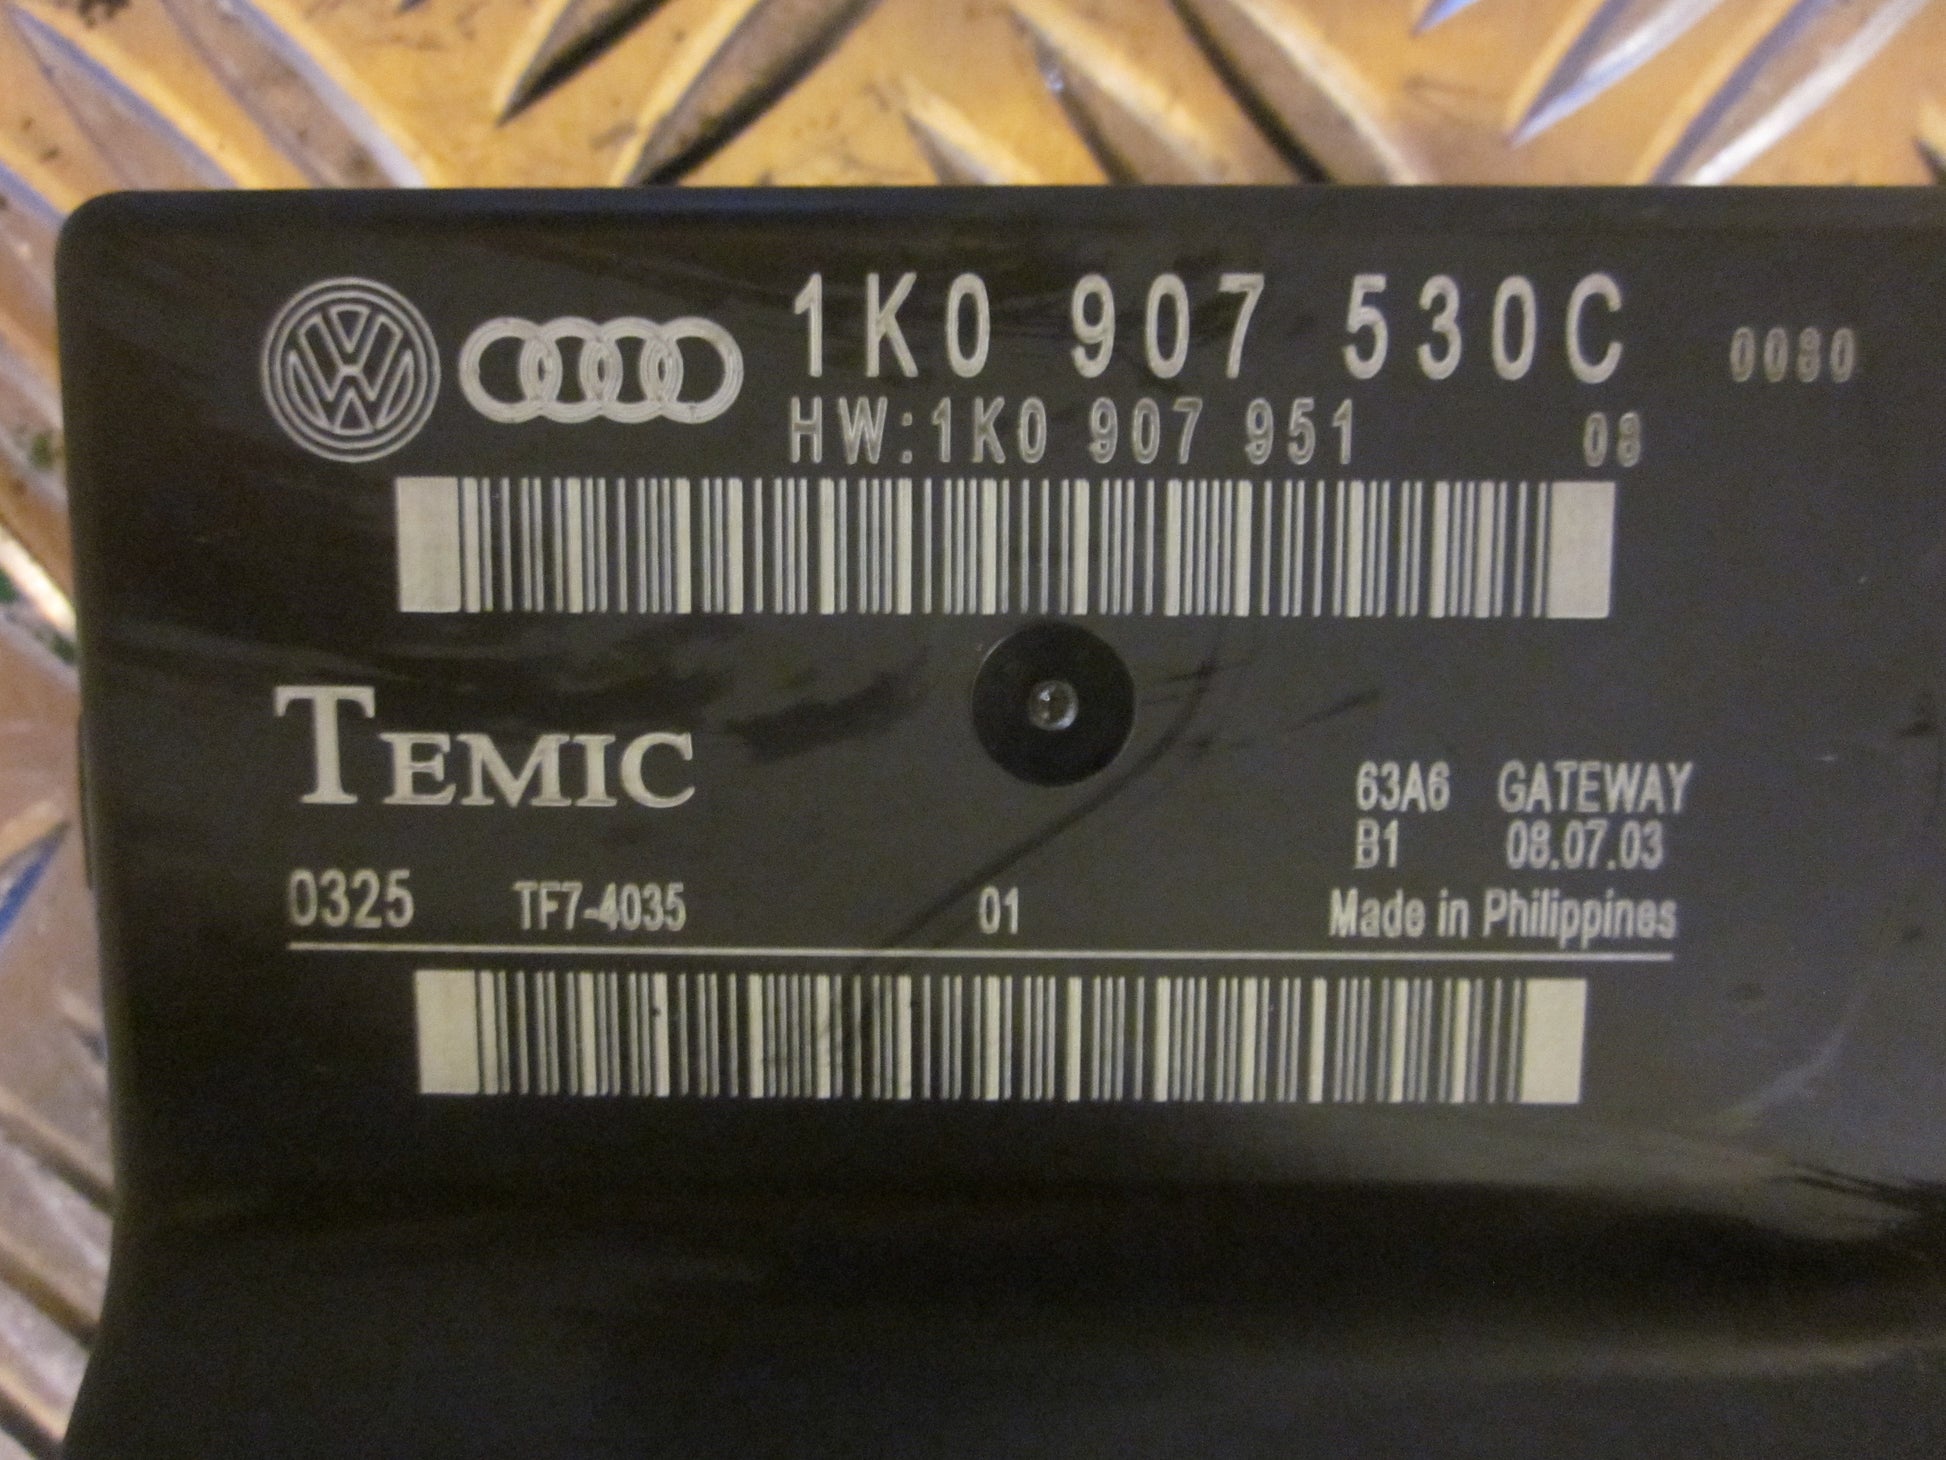 1K0 907 530C 0080
HW:1K0 907 951 08
TEMIC
63A6 GATEWAY
B1 08.07.03
0325 TF7-4035 01 Made in Philippines